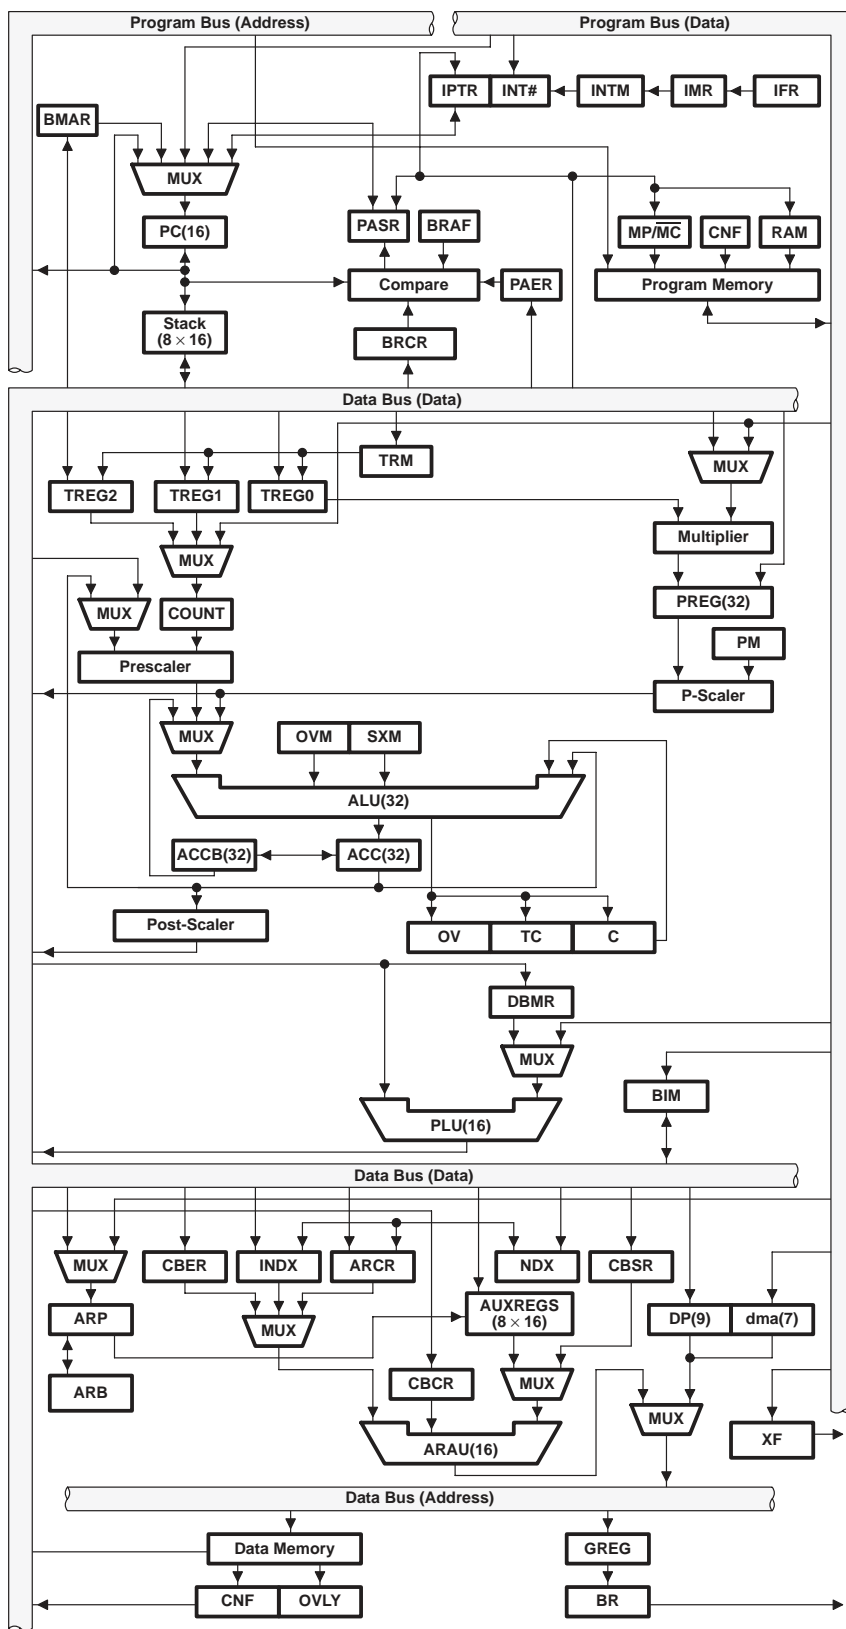 Program Bus (Address)
Program Bus (Data)
IPTR
INT#
INTM
IMR
IFR
BMAR
MUX
PC(16)
PASR
BRAF
MP/MC
CNF
RAM
Compare
PAER
Program Memory
Stack
(8 × 16)
BRCR
Data Bus (Data)
TRM
MUX
TREG2
TREG1
TREG0
Multiplier
MUX
MUX
COUNT
PREG(32)
PM
Prescaler
P-Scaler
MUX
OVM
SXM
ALU(32)
ACCB(32)
ACC(32)
Post-Scaler
OV
TC
C
DBMR
MUX
BIM
PLU(16)
Data Bus (Data)
MUX
CBER
INDX
ARCR
NDX
CBSR
ARP
MUX
AUXREGS
(8 × 16)
DP(9)
dma(7)
ARB
CBCR
MUX
MUX
ARAU(16)
XF
Data Bus (Address)
Data Memory
GREG
CNF
OVLY
BR